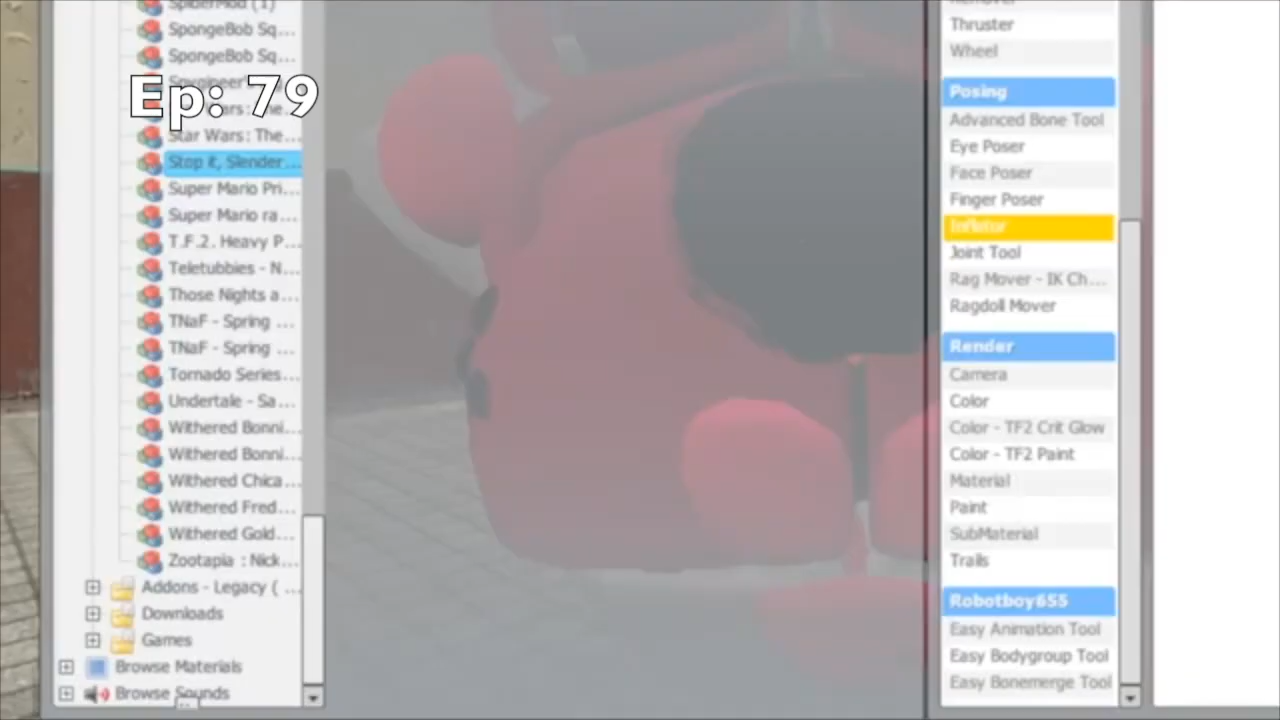 SpiderMod (1)
SpongeBob Sq...
SpongeBob Sq...
Ep: 79
Star Wars: The...
Stop it, Slender...
Super Mario Pri...
Super Mario ra...
T.F.2. Heavy P...
Teletubbies - N...
Those Nights a...
TNaF - Spring ...
TNaF - Spring ...
Tornado Series...
Undertale - Sa...
Withered Bonni...
Withered Bonni...
Withered Chica...
Withered Fred...
Withered Gold...
Zootapia : Nick...
Addons - Legacy ( ...
Downloads
Games
Browse Materials
Browse Sounds
Remover
Thruster
Wheel
Posing
Advanced Bone Tool
Eye Poser
Face Poser
Finger Poser
Inflator
Joint Tool
Rag Mover - IK Ch...
Ragdoll Mover
Render
Camera
Color
Color - TF2 Crit Glow
Color - TF2 Paint
Material
Paint
SubMaterial
Trails
Robotboy655
Easy Animation Tool
Easy Bodygroup Tool
Easy Bonemerge Tool